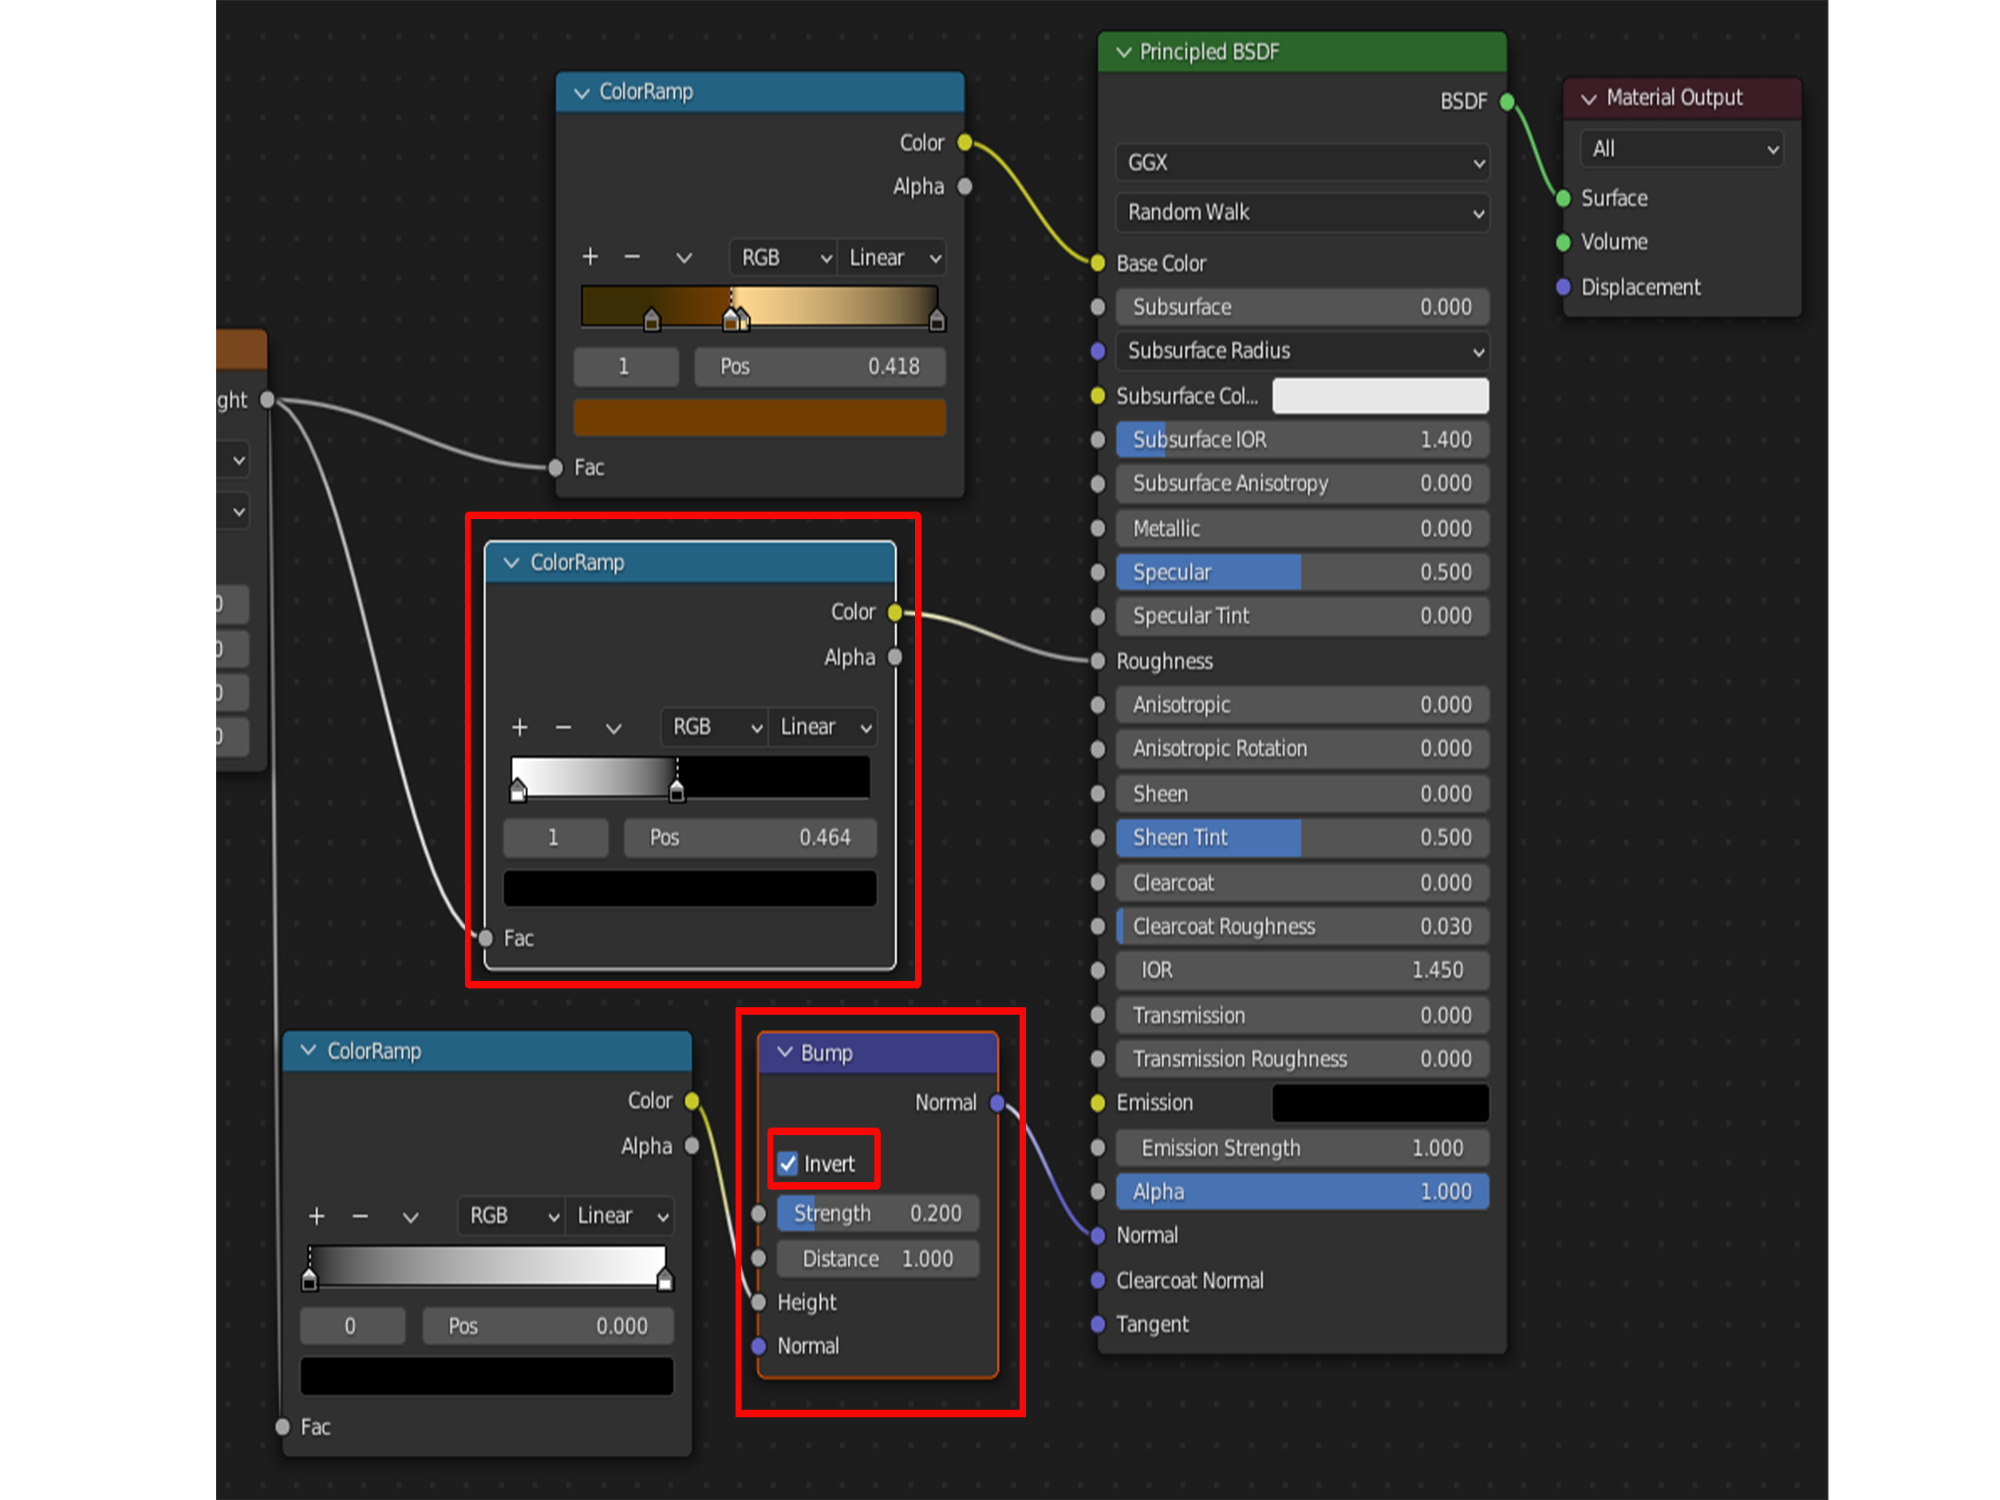 ght
0
0
0
0
ColorRamp
Color
Alpha
+ − RGB Linear
1 Pos 0.418
Fac
ColorRamp
Color
Alpha
+ − RGB Linear
1 Pos 0.464
Fac
ColorRamp
Color
Alpha
+ − RGB Linear
0 Pos 0.000
Fac
Bump
Normal
Invert
Strength 0.200
Distance 1.000
Height
Normal
Principled BSDF
BSDF
GGX
Random Walk
Base Color
Subsurface 0.000
Subsurface Radius
Subsurface Col...
Subsurface IOR 1.400
Subsurface Anisotropy 0.000
Metallic 0.000
Specular 0.500
Specular Tint 0.000
Roughness
Anisotropic 0.000
Anisotropic Rotation 0.000
Sheen 0.000
Sheen Tint 0.500
Clearcoat 0.000
Clearcoat Roughness 0.030
IOR 1.450
Transmission 0.000
Transmission Roughness 0.000
Emission
Emission Strength 1.000
Alpha 1.000
Normal
Clearcoat Normal
Tangent
Material Output
All
Surface
Volume
Displacement